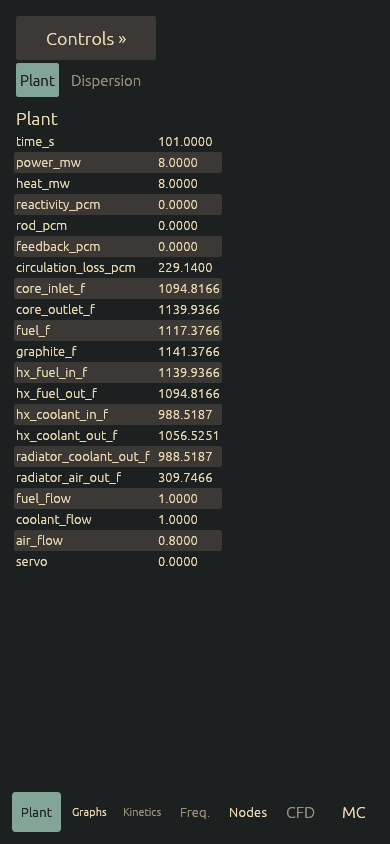 Controls »
Plant Dispersion
Plant
time_s 101.0000
power_mw 8.0000
heat_mw 8.0000
reactivity_pcm 0.0000
rod_pcm 0.0000
feedback_pcm 0.0000
circulation_loss_pcm 229.1400
core_inlet_f 1094.8166
core_outlet_f 1139.9366
fuel_f 1117.3766
graphite_f 1141.3766
hx_fuel_in_f 1139.9366
hx_fuel_out_f 1094.8166
hx_coolant_in_f 988.5187
hx_coolant_out_f 1056.5251
radiator_coolant_out_f 988.5187
radiator_air_out_f 309.7466
fuel_flow 1.0000
coolant_flow 1.0000
air_flow 0.8000
servo 0.0000
Plant Graphs Kinetics Freq. Nodes CFD MC